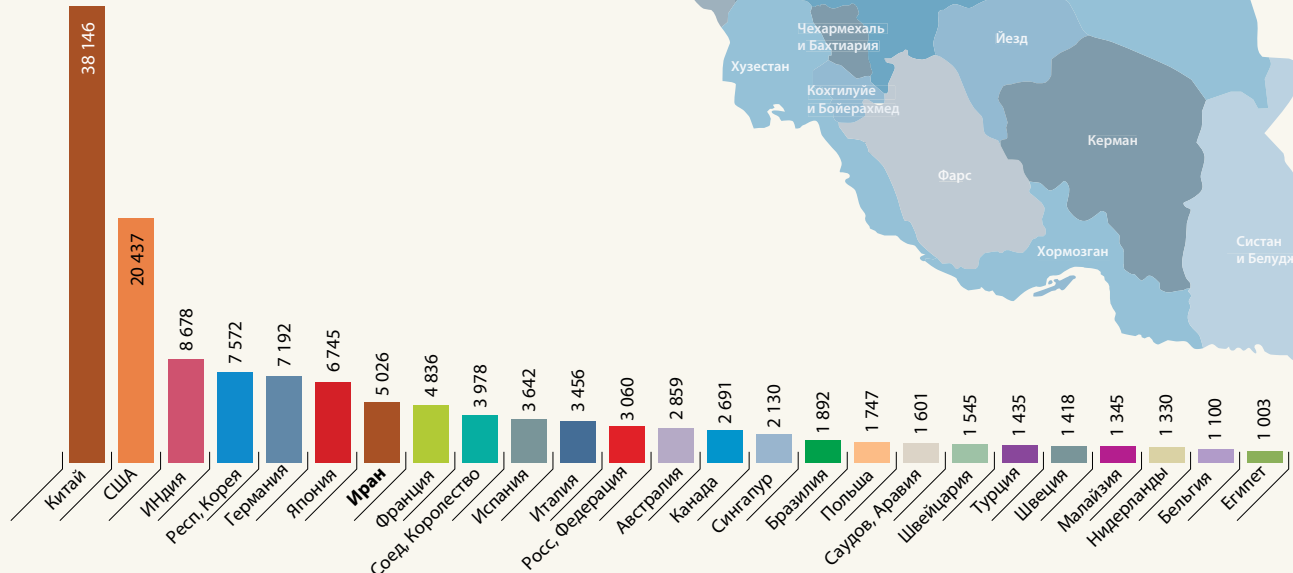 Чехармехаль
и Бахтиария
Йезд
Хузестан
Кохгилуйе
и Бойерахмед
Керман
Фарс
Хормозган
Систан
и Белудж
38 146
20 437
8 678
7 572
7 192
6 745
5 026
4 836
3 978
3 642
3 456
3 060
2 859
2 691
2 130
1 892
1 747
1 601
1 545
1 435
1 418
1 345
1 330
1 100
1 003
Китай
США
ИНдия
Респ, Корея
Германия
Япония
Иран
Франция
Соед, Королество
Испания
Италия
Росс, Федерация
Австралия
Канада
Сингапур
Бразилия
Польша
Саудов, Аравия
Швейцария
Турция
Швеция
Малайзия
Нидерланды
Бельгия
Египет